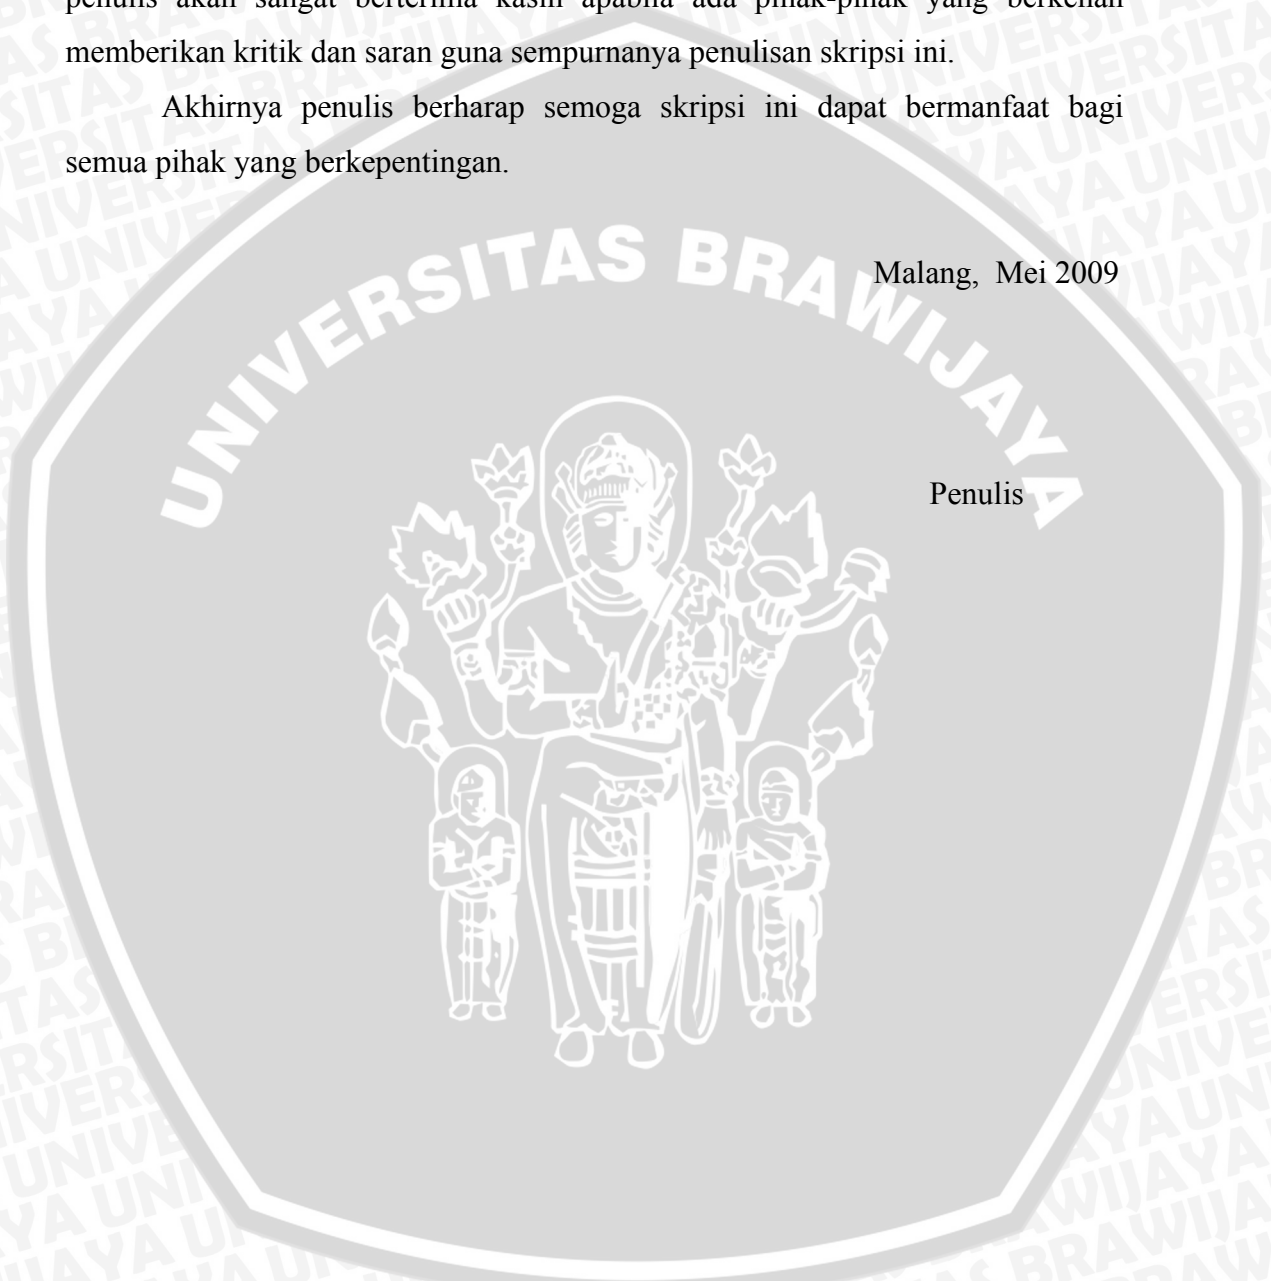 penulis akan sangat berterima kasih apabila ada pihak-pihak yang berkenan
memberikan kritik dan saran guna sempurnanya penulisan skripsi ini.
Akhirnya penulis berharap semoga skripsi ini dapat bermanfaat bagi
semua pihak yang berkepentingan.
UNIVERSITAS BRAWIJAYA
Malang,  Mei 2009
Penulis